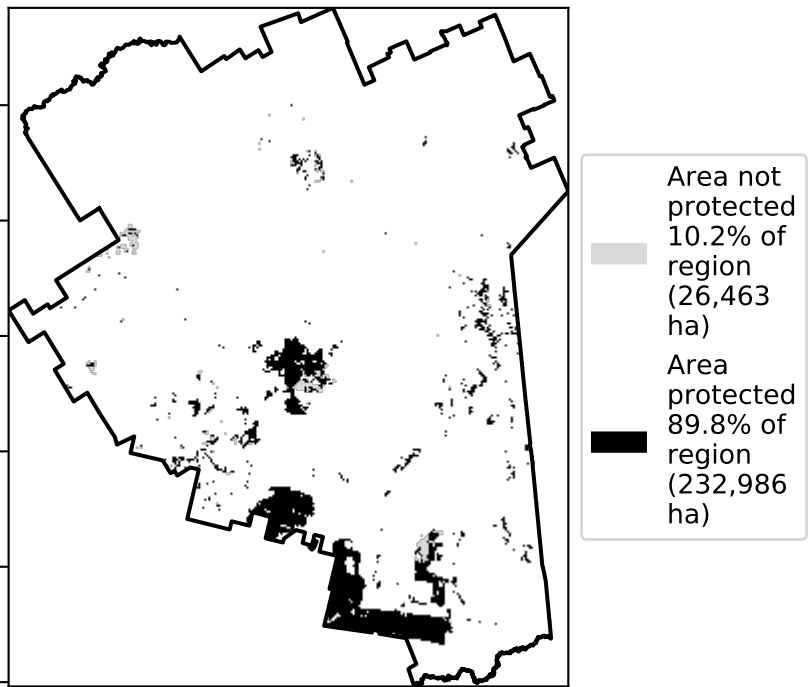 Area not
protected
10.2% of
region
(26,463
ha)
Area
protected
89.8% of
region
(232,986
ha)